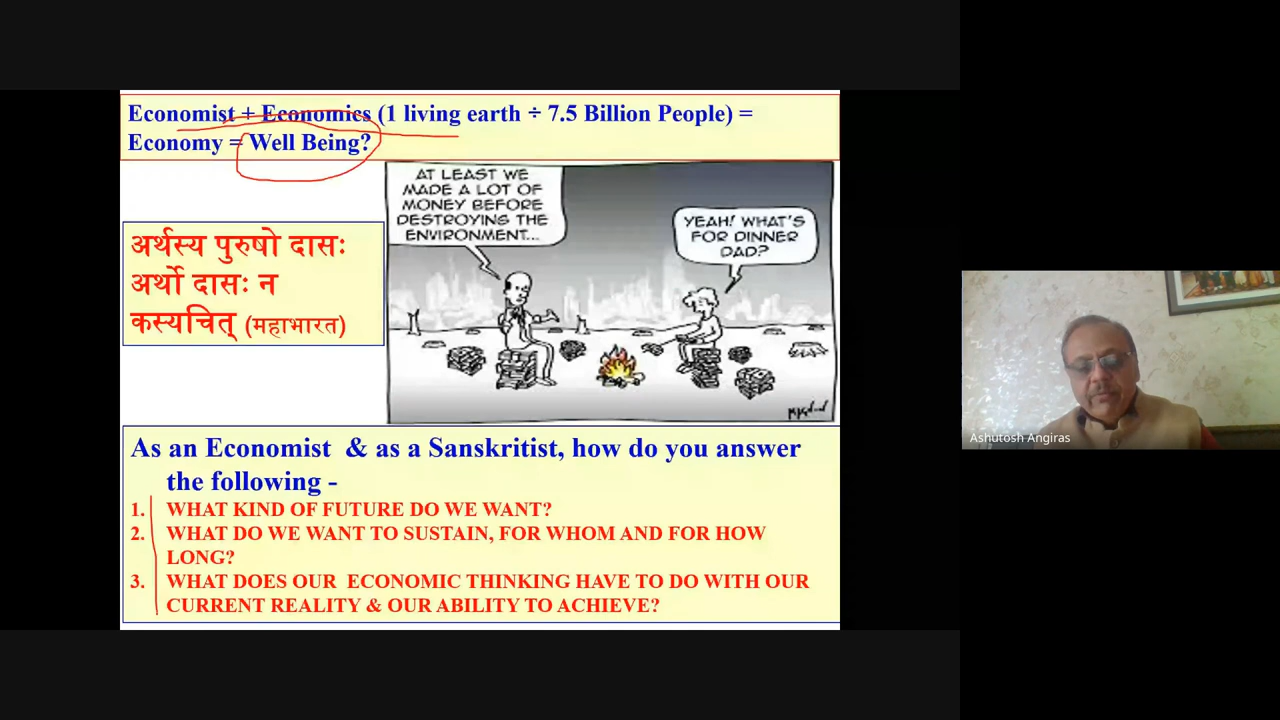 Economist + Economics (1 living earth ÷ 7.5 Billion People) =
Economy = Well Being?
AT LEAST WE
MADE A LOT OF
MONEY BEFORE
DESTROYING THE
ENVIRONMENT...
YEAH! WHAT'S
FOR DINNER
DAD?
अर्थस्य पुरुषो दासः
अर्थो दासः न
कस्यचित् (महाभारत)
As an Economist & as a Sanskritist, how do you answer
the following -
1. WHAT KIND OF FUTURE DO WE WANT?
2. WHAT DO WE WANT TO SUSTAIN, FOR WHOM AND FOR HOW
LONG?
3. WHAT DOES OUR ECONOMIC THINKING HAVE TO DO WITH OUR
CURRENT REALITY & OUR ABILITY TO ACHIEVE?
Ashutosh Angiras